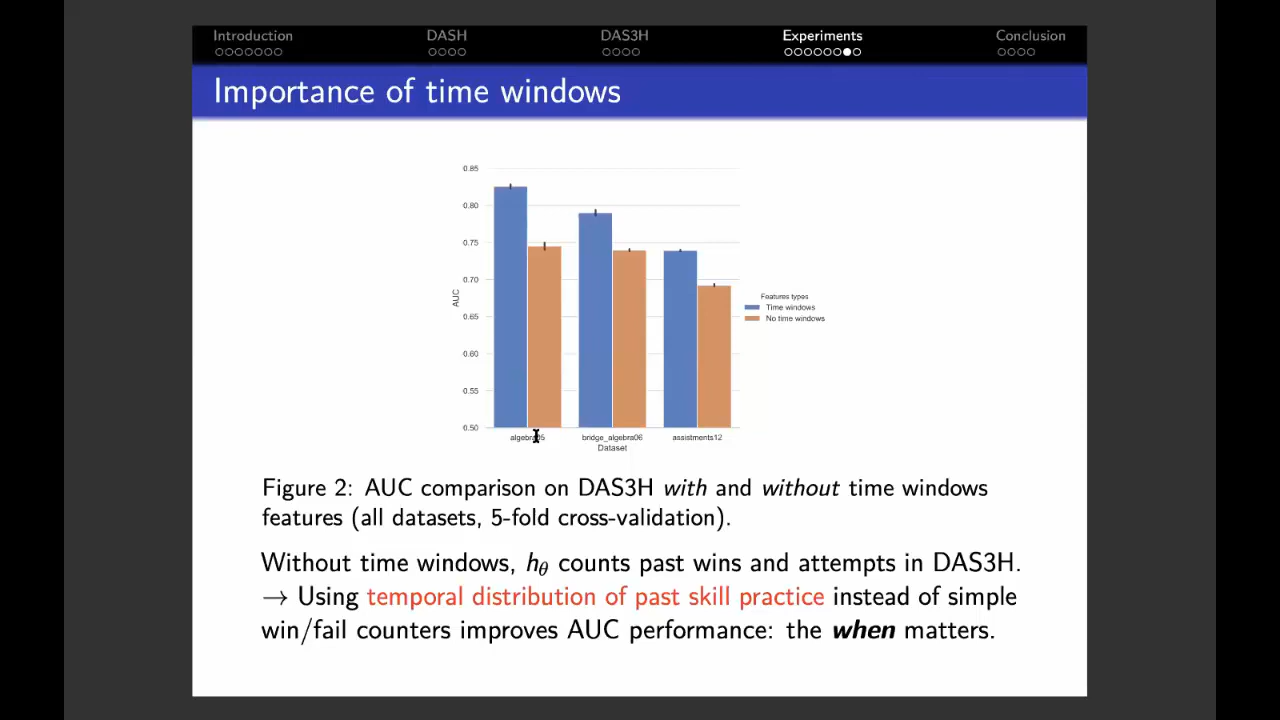 Introduction DASH DAS3H Experiments Conclusion
Importance of time windows
0.85
0.80
0.75
0.70
0.65
0.60
0.55
0.50
AUC
Features types
Time windows
No time windows
algebra05 bridge_algebra06 assistments12
Dataset
Figure 2: AUC comparison on DAS3H with and without time windows
features (all datasets, 5-fold cross-validation).
Without time windows, hθ counts past wins and attempts in DAS3H.
→ Using temporal distribution of past skill practice instead of simple
win/fail counters improves AUC performance: the when matters.